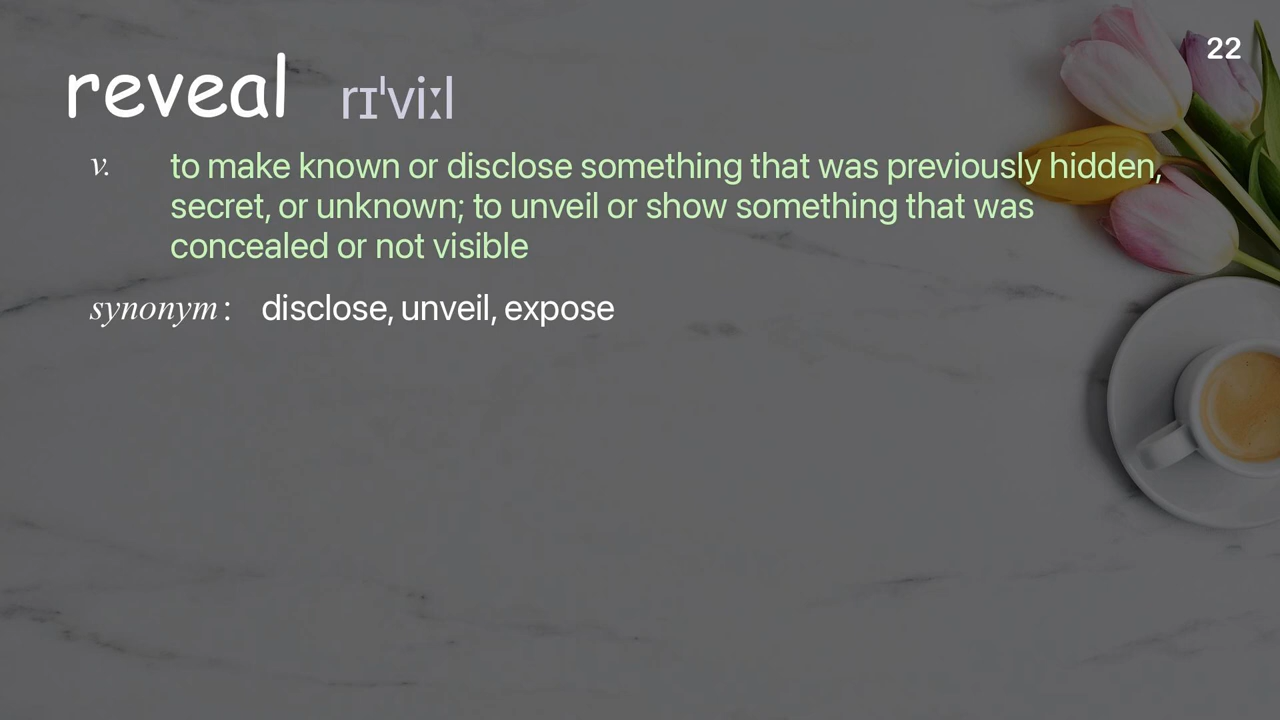 22
reveal rɪˈviːl
v. to make known or disclose something that was previously hidden,
secret, or unknown; to unveil or show something that was
concealed or not visible
synonym : disclose, unveil, expose